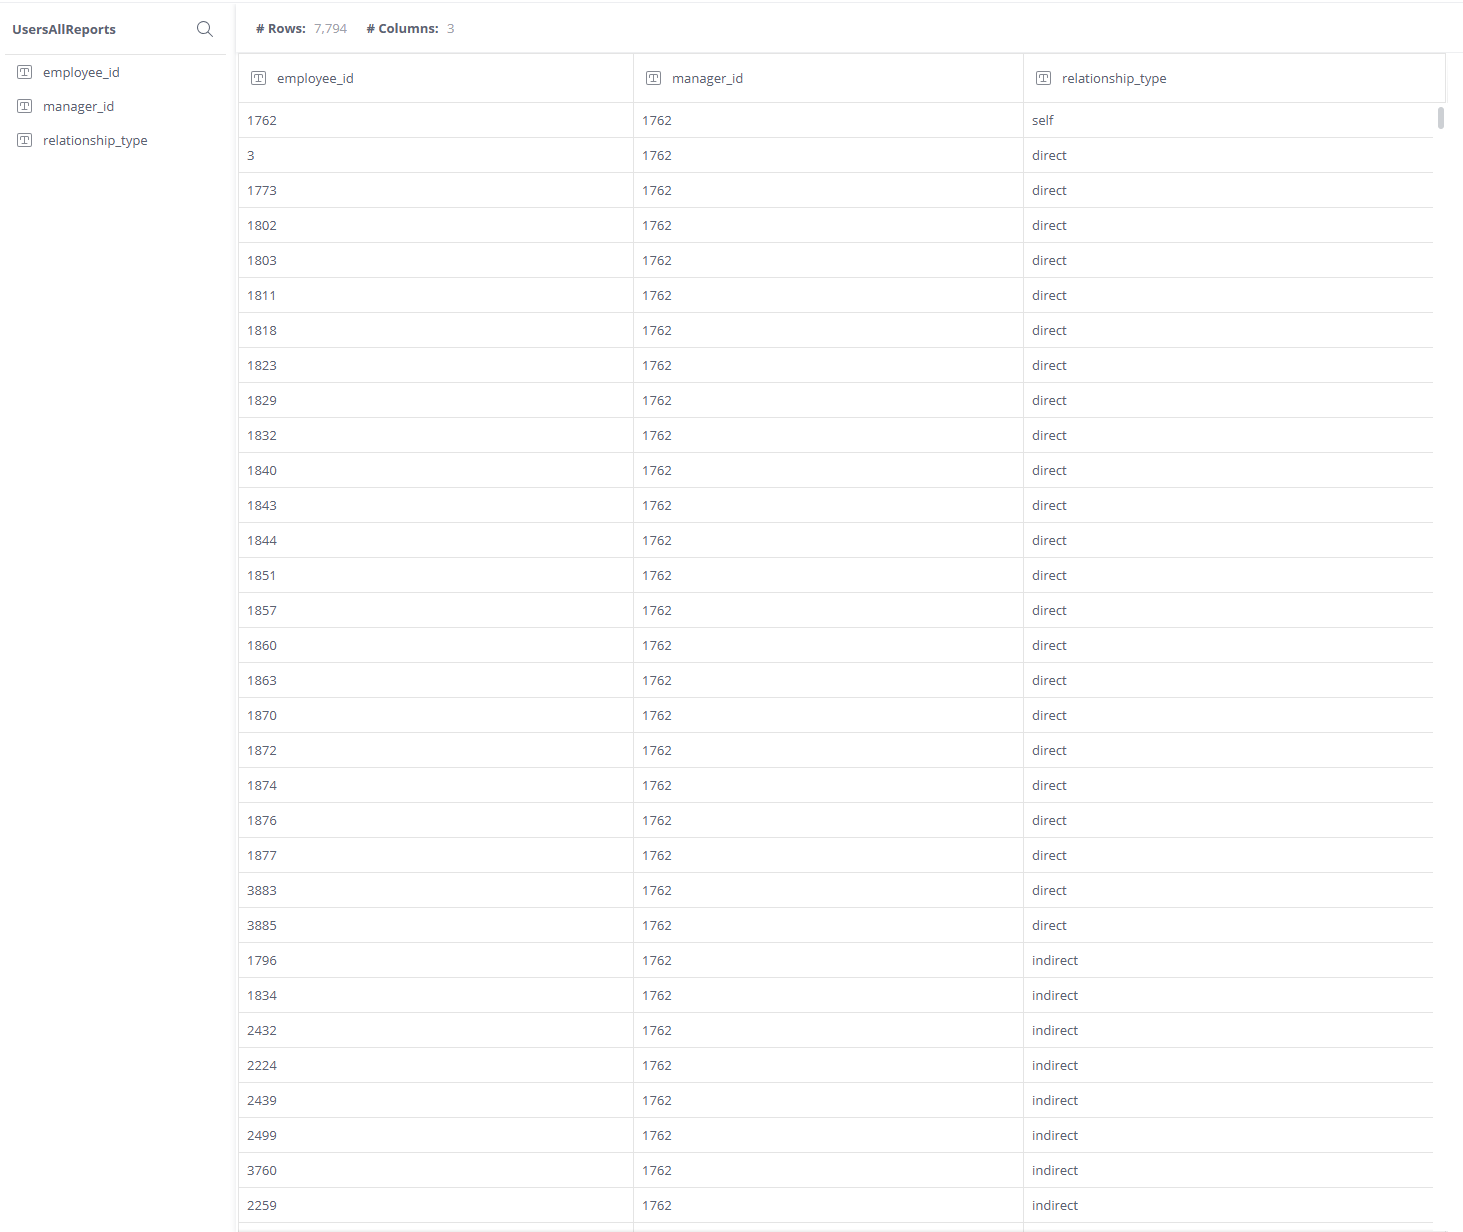 UsersAllReports
employee_id
manager_id
relationship_type
# Rows: 7,794 # Columns: 3
employee_id manager_id relationship_type
1762 1762 self
3 1762 direct
1773 1762 direct
1802 1762 direct
1803 1762 direct
1811 1762 direct
1818 1762 direct
1823 1762 direct
1829 1762 direct
1832 1762 direct
1840 1762 direct
1843 1762 direct
1844 1762 direct
1851 1762 direct
1857 1762 direct
1860 1762 direct
1863 1762 direct
1870 1762 direct
1872 1762 direct
1874 1762 direct
1876 1762 direct
1877 1762 direct
3883 1762 direct
3885 1762 direct
1796 1762 indirect
1834 1762 indirect
2432 1762 indirect
2224 1762 indirect
2439 1762 indirect
2499 1762 indirect
3760 1762 indirect
2259 1762 indirect